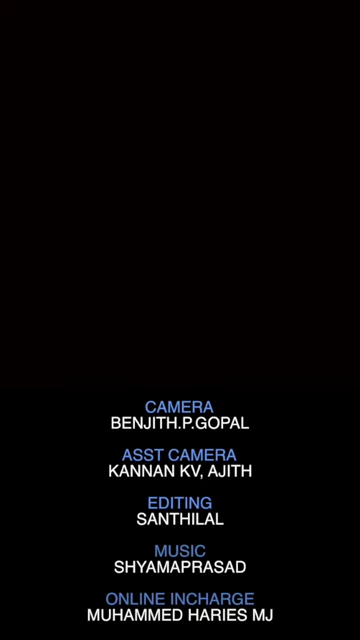 CAMERA
BENJITH.P.GOPAL
ASST CAMERA
KANNAN KV, AJITH
EDITING
SANTHILAL
MUSIC
SHYAMAPRASAD
ONLINE INCHARGE
MUHAMMED HARIES MJ